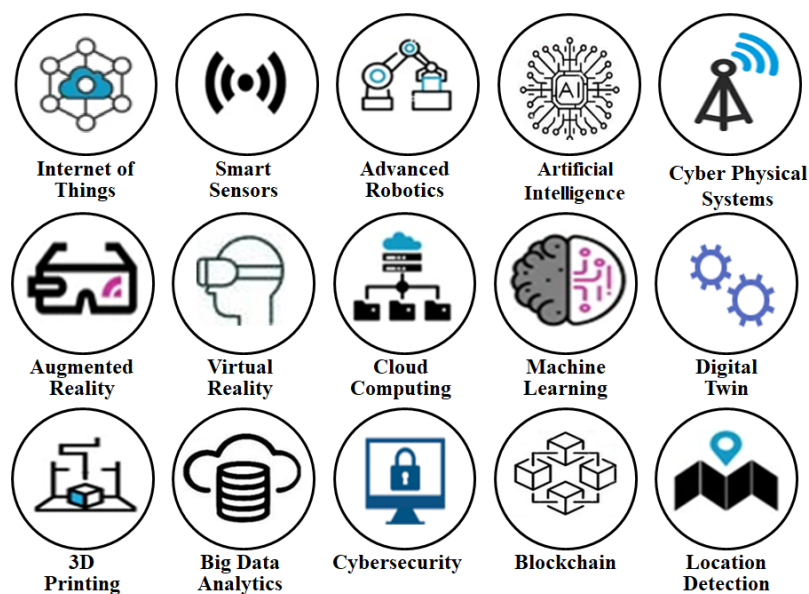 AI
Internet of
Things
Smart
Sensors
Advanced
Robotics
Artificial
Intelligence
Cyber Physical
Systems
Augmented
Reality
Virtual
Reality
Cloud
Computing
Machine
Learning
Digital
Twin
3D
Printing
Big Data
Analytics
Cybersecurity
Blockchain
Location
Detection